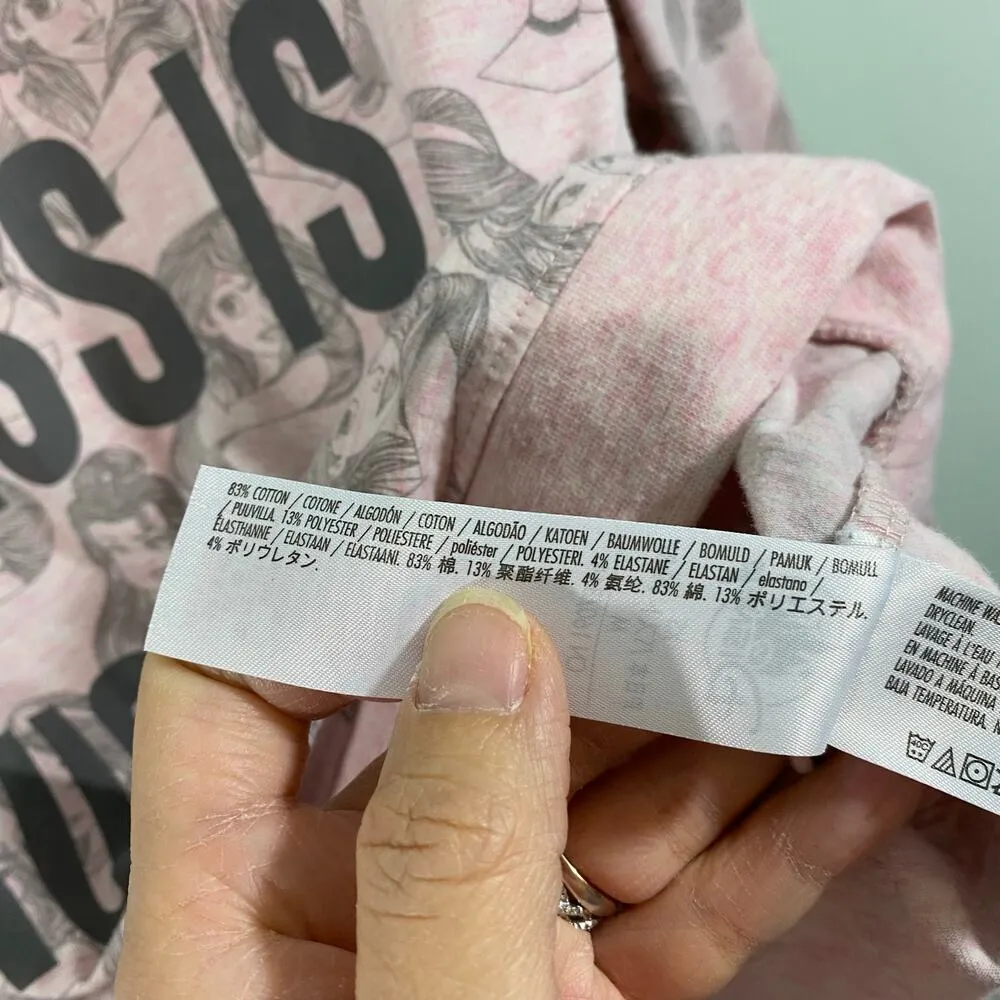 SS IS
83% COTTON / COTONE / ALGODÓN / COTON / ALGODÃO / KATOEN / BAUMWOLLE / BOMULD / PAMUK / BOMULL
/ PUUVILLA. 13% POLYESTER / POLIESTERE / poliéster / POLYESTERI. 4% ELASTANE / ELASTAN / elastano /
ÉLASTHANNE / ELASTAAN / ELASTAANI. 83% 棉. 13% 聚酯纤维. 4% 氨纶. 83% 綿. 13% ポリエステル.
4% ポリウレタン.
MACHINE
DRYCLEAN.
LAVAGE À L'EAU
EN MACHINE À
LAVADO A MÁQUINA
BAJA TEMPERATURA.
40C